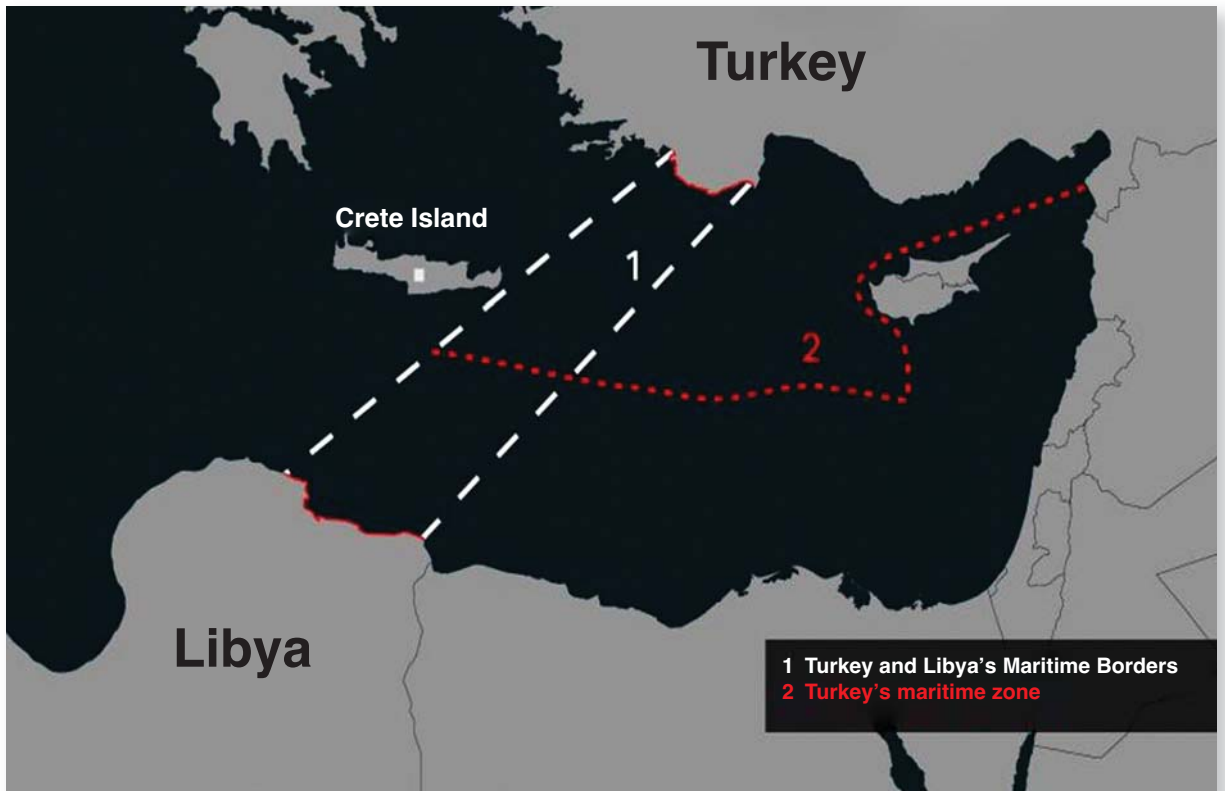 Turkey
Crete Island
1
2
Libya
1 Turkey and Libya's Maritime Borders
2 Turkey's maritime zone